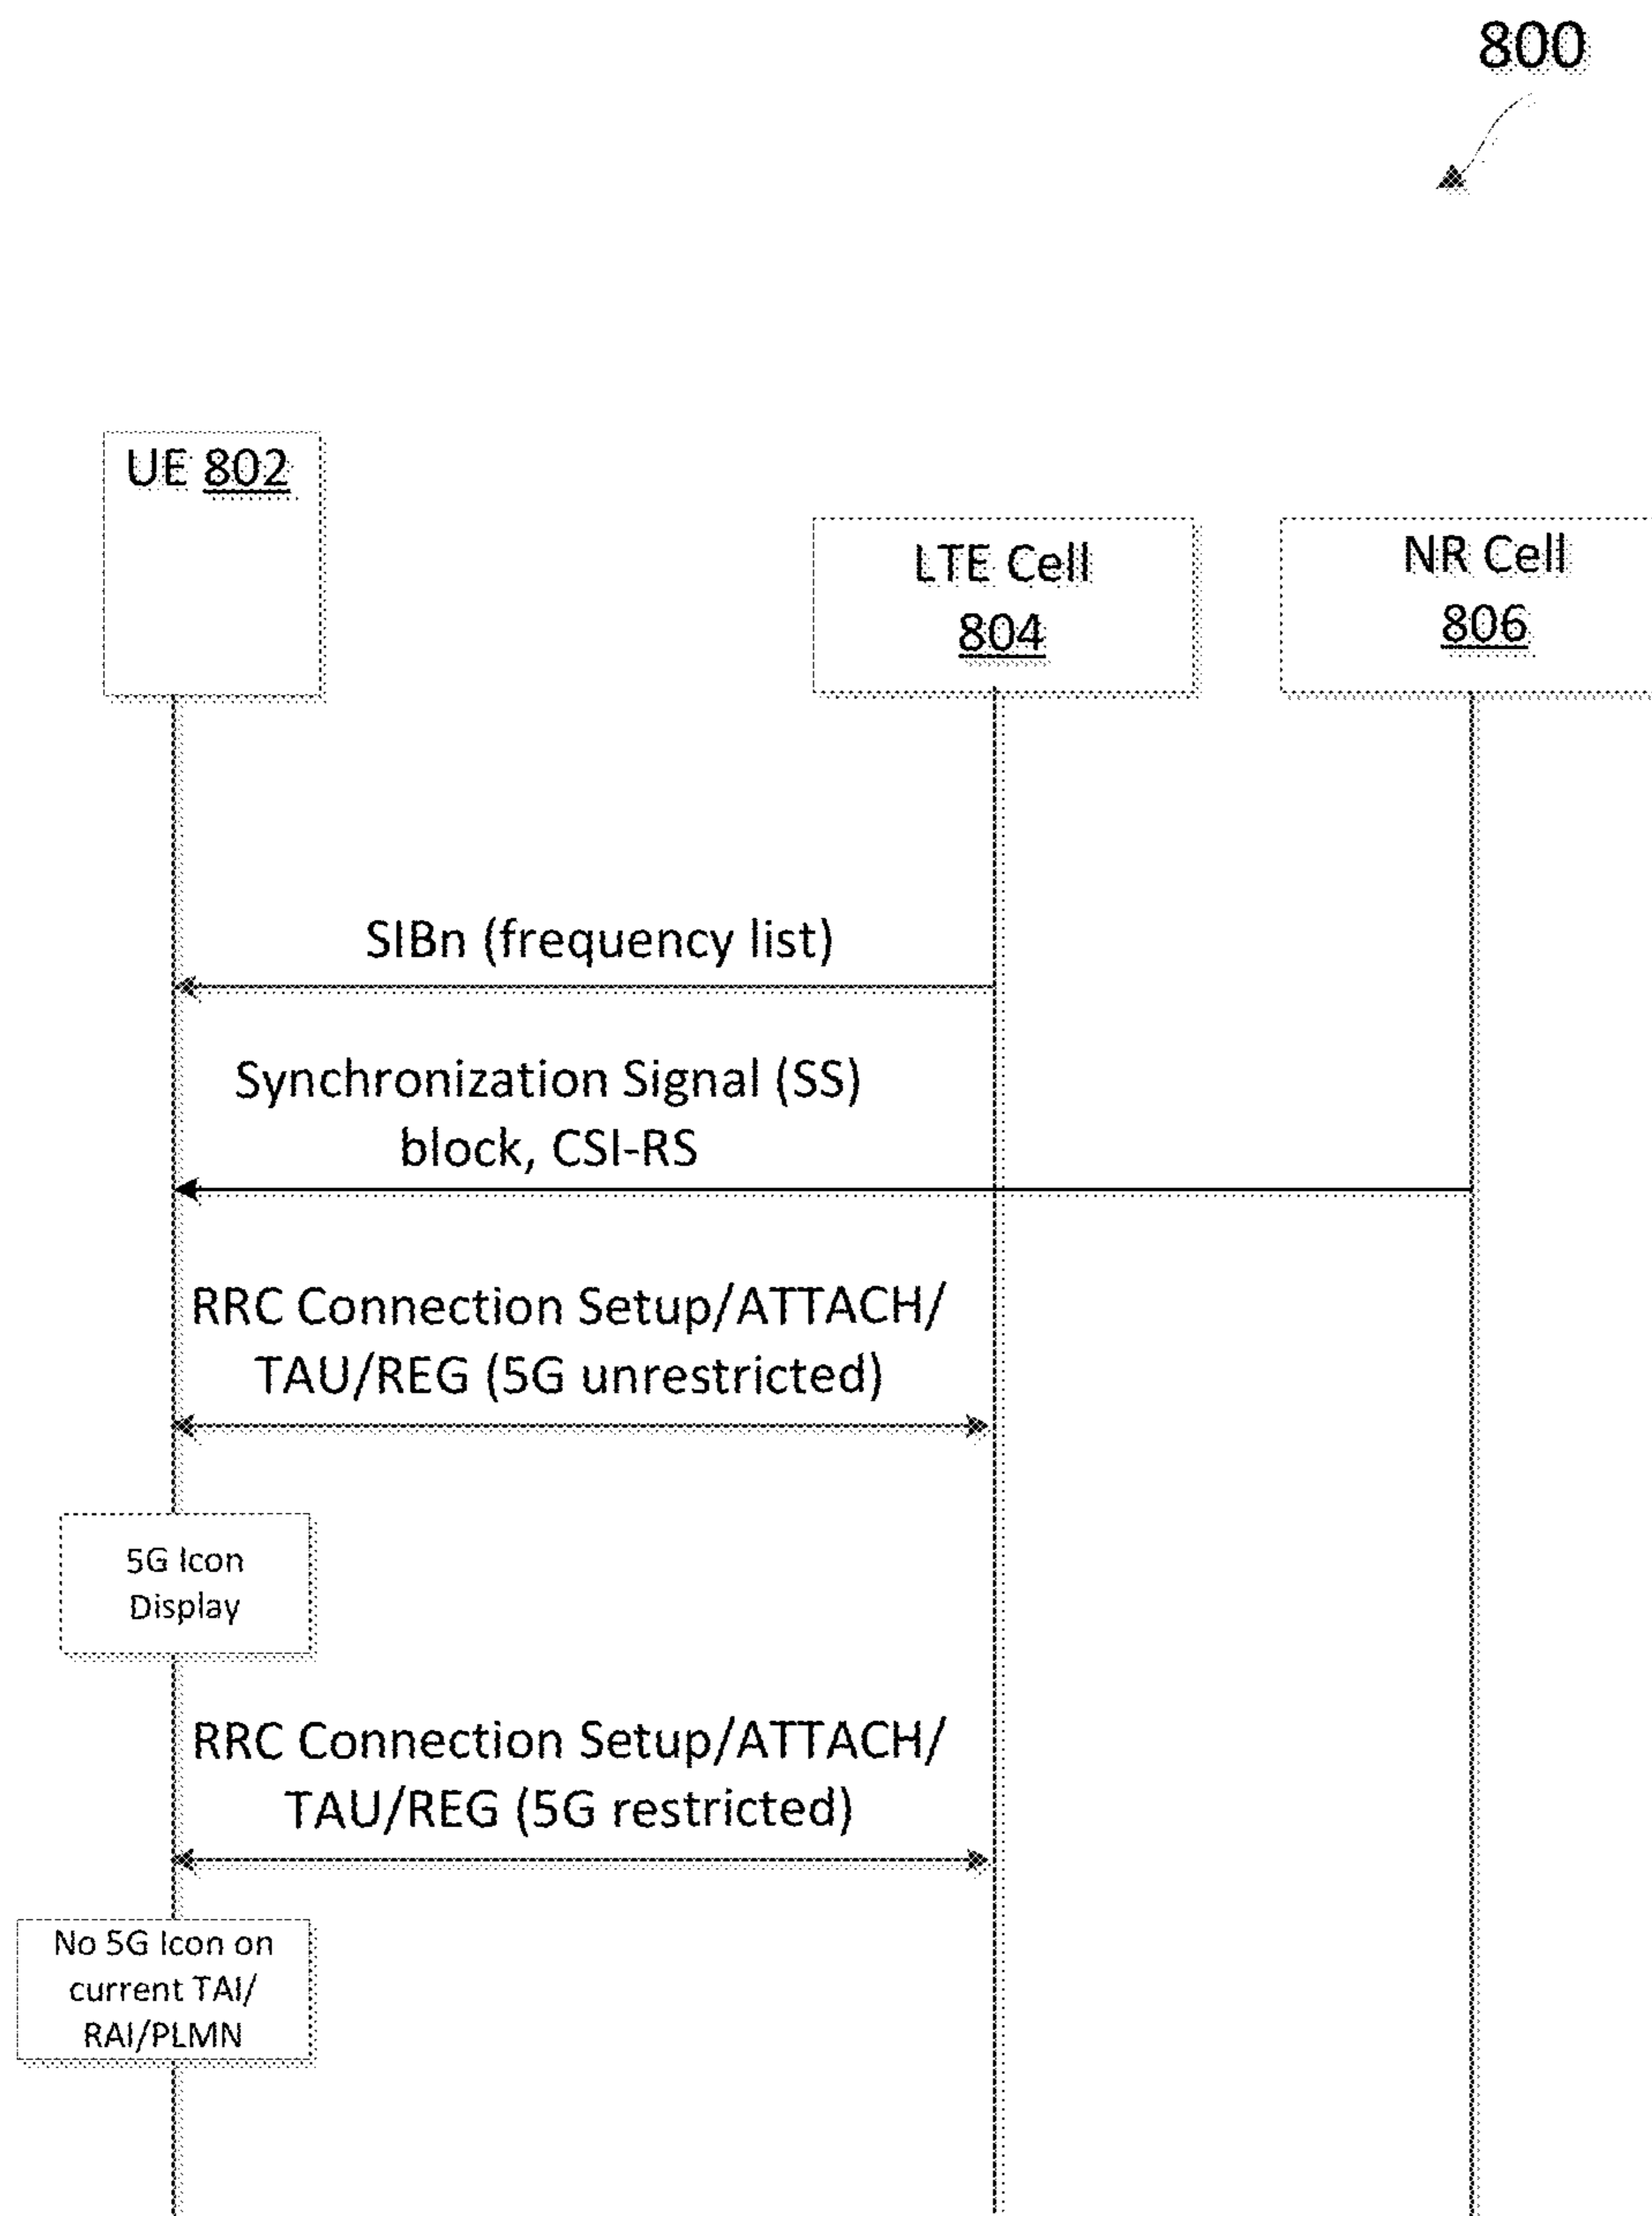 800
UE 802
LTE Cell
804
NR Cell
806
SIBn (frequency list)
Synchronization Signal (SS)
block, CSI-RS
RRC Connection Setup/ATTACH/
TAU/REG (5G unrestricted)
5G Icon
Display
RRC Connection Setup/ATTACH/
TAU/REG (5G restricted)
No 5G Icon on
current TAI/
RAI/PLMN